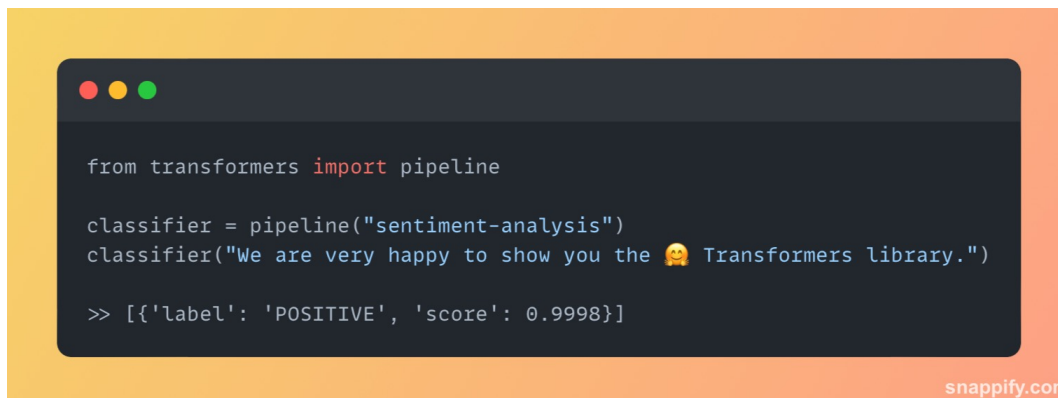 from transformers import pipeline
classifier = pipeline("sentiment-analysis")
classifier("We are very happy to show you the 🤗 Transformers library.")
>> [{'label': 'POSITIVE', 'score': 0.9998}]
snappify.com